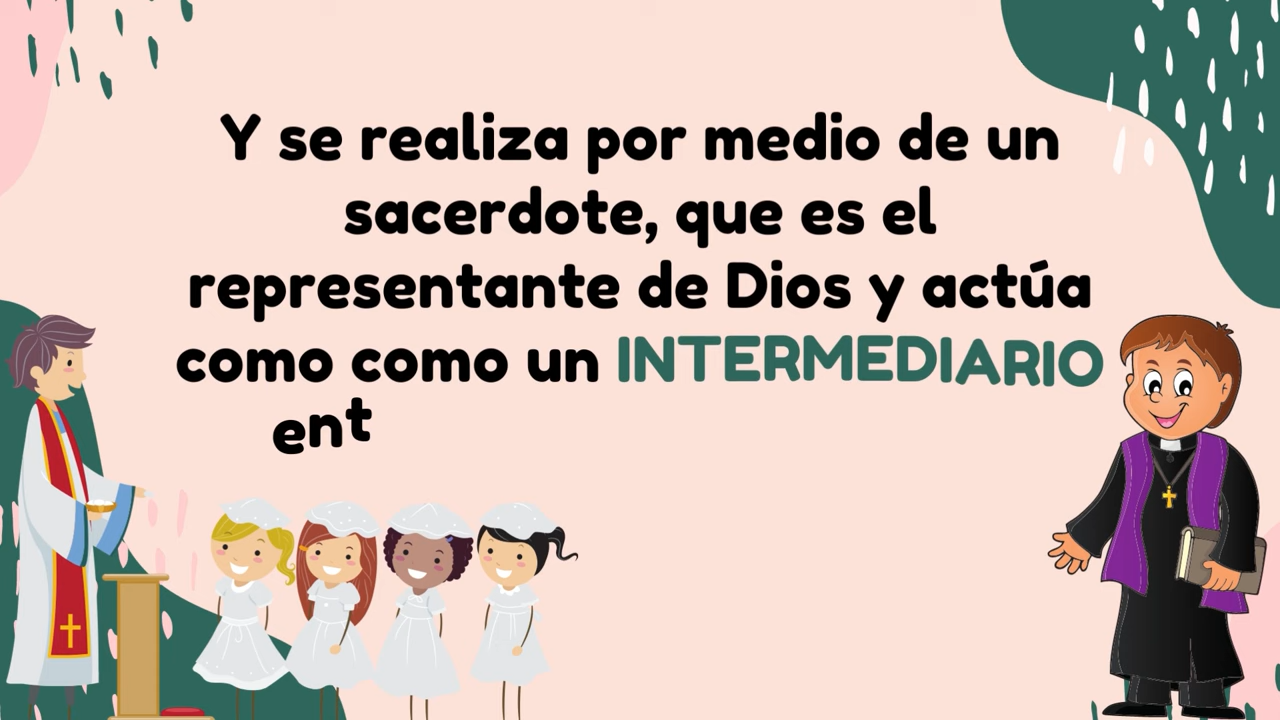 Y se realiza por medio de un
sacerdote, que es el
representante de Dios y actúa
como como un INTERMEDIARIO
ent